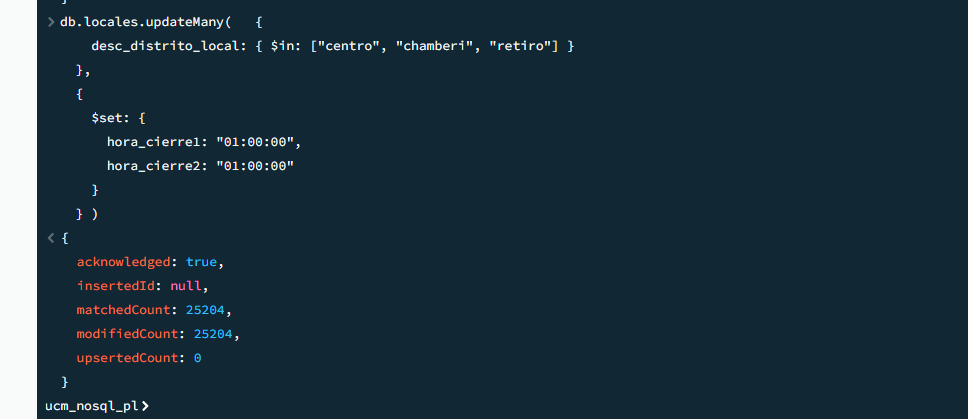 }
> db.locales.updateMany(   {
desc_distrito_local: { $in: ["centro", "chamberi", "retiro"] }
},
{
$set: {
hora_cierre1: "01:00:00",
hora_cierre2: "01:00:00"
}
} )
< {
acknowledged: true,
insertedId: null,
matchedCount: 25204,
modifiedCount: 25204,
upsertedCount: 0
}
ucm_nosql_pl>